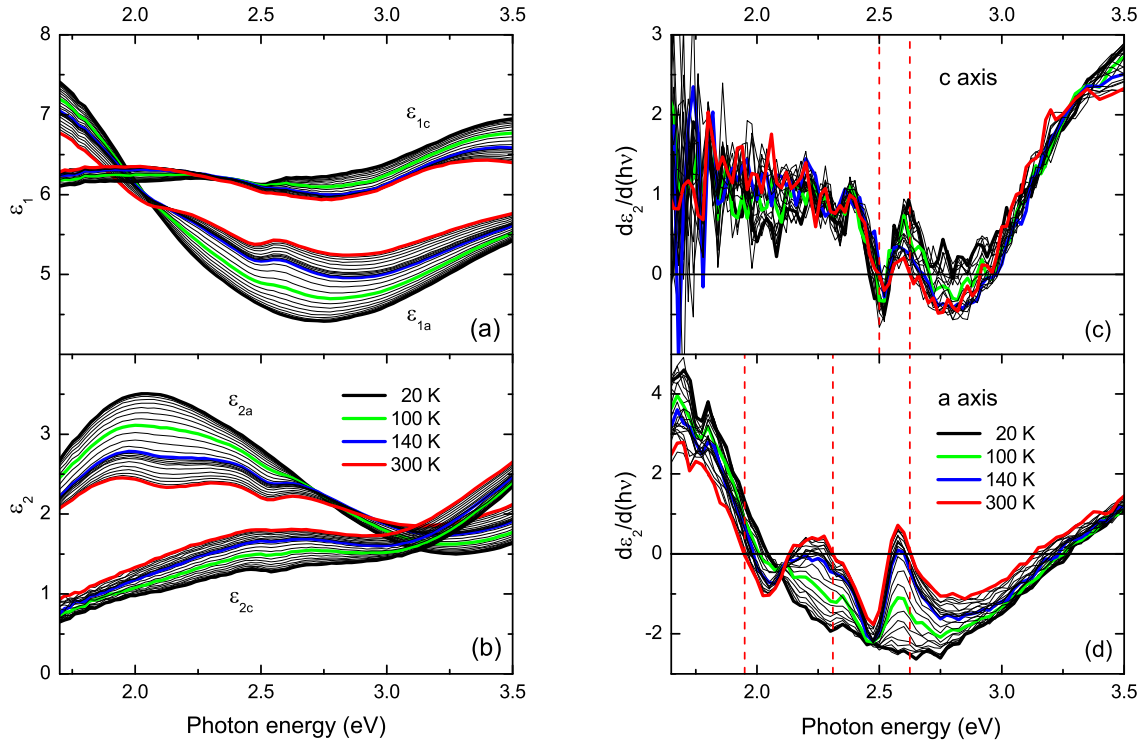 2.0 2.5 3.0 3.5
8
7
6
5
ε1
ε1c
ε1a
(a)
3
2
1
0
ε2
ε2a
20 K
100 K
140 K
300 K
ε2c
(b)
2.0 2.5 3.0 3.5
Photon energy (eV)
2.0 2.5 3.0 3.5
3
2
1
0
dε2/d(hν)
c axis
(c)
4
2
0
-2
dε2/d(hν)
a axis
20 K
100 K
140 K
300 K
(d)
2.0 2.5 3.0 3.5
Photon energy (eV)